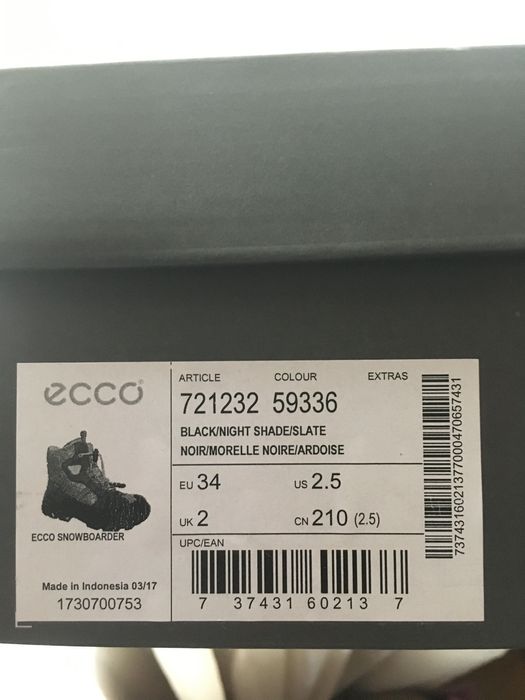 ecco
ECCO SNOWBOARDER
Made in Indonesia 03/17
1730700753
ARTICLE COLOUR EXTRAS
721232 59336
BLACK/NIGHT SHADE/SLATE
NOIR/MORELLE NOIRE/ARDOISE
EU 34 US 2.5
UK 2 CN 210 (2.5)
UPC/EAN
7 37431 60213 7
7374316021377000470657431